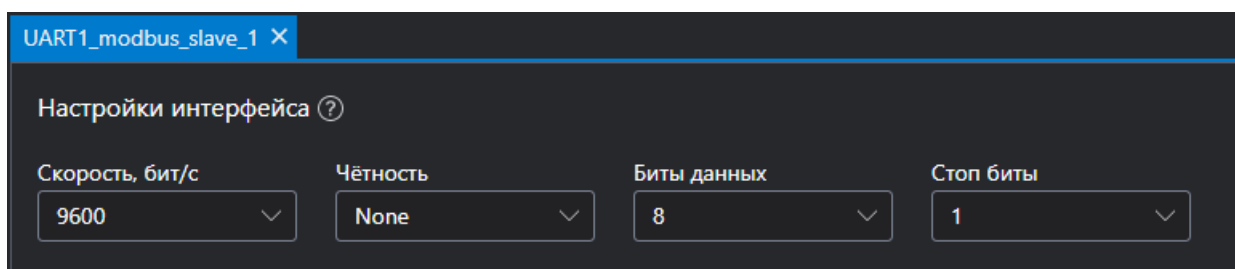 UART1_modbus_slave_1
Настройки интерфейса
Скорость, бит/с Чётность Биты данных Стоп биты
9600 None 8 1